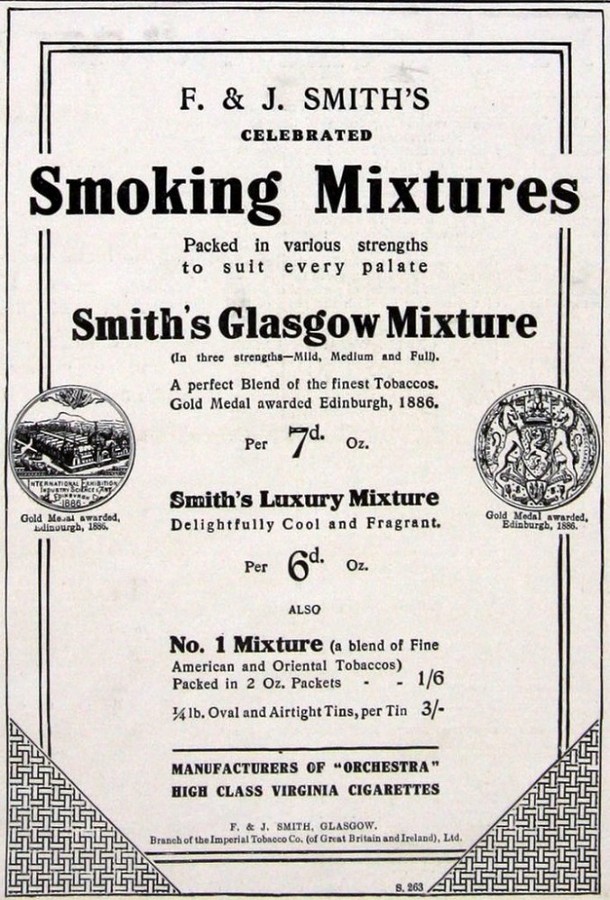 F. & J. SMITH'S
CELEBRATED
Smoking Mixtures
Packed in various strengths
to suit every palate
Smith's Glasgow Mixture
(In three strengths—Mild, Medium and Full).
A perfect Blend of the finest Tobaccos.
Gold Medal awarded Edinburgh, 1886.
Per 7d. Oz.
INTERNATIONAL EXHIBITION
INDUSTRY SCIENCE & ART
EDINBURGH
1886
Gold Medal awarded,
Edinburgh, 1886.
Gold Medal awarded,
Edinburgh, 1886.
Smith's Luxury Mixture
Delightfully Cool and Fragrant.
Per 6d. Oz.
ALSO
No. 1 Mixture (a blend of Fine
American and Oriental Tobaccos)
Packed in 2 Oz. Packets - - 1/6
¼ lb. Oval and Airtight Tins, per Tin 3/-
MANUFACTURERS OF "ORCHESTRA"
HIGH CLASS VIRGINIA CIGARETTES
F. & J. SMITH, GLASGOW.
Branch of the Imperial Tobacco Co. (of Great Britain and Ireland), Ltd.
S. 263